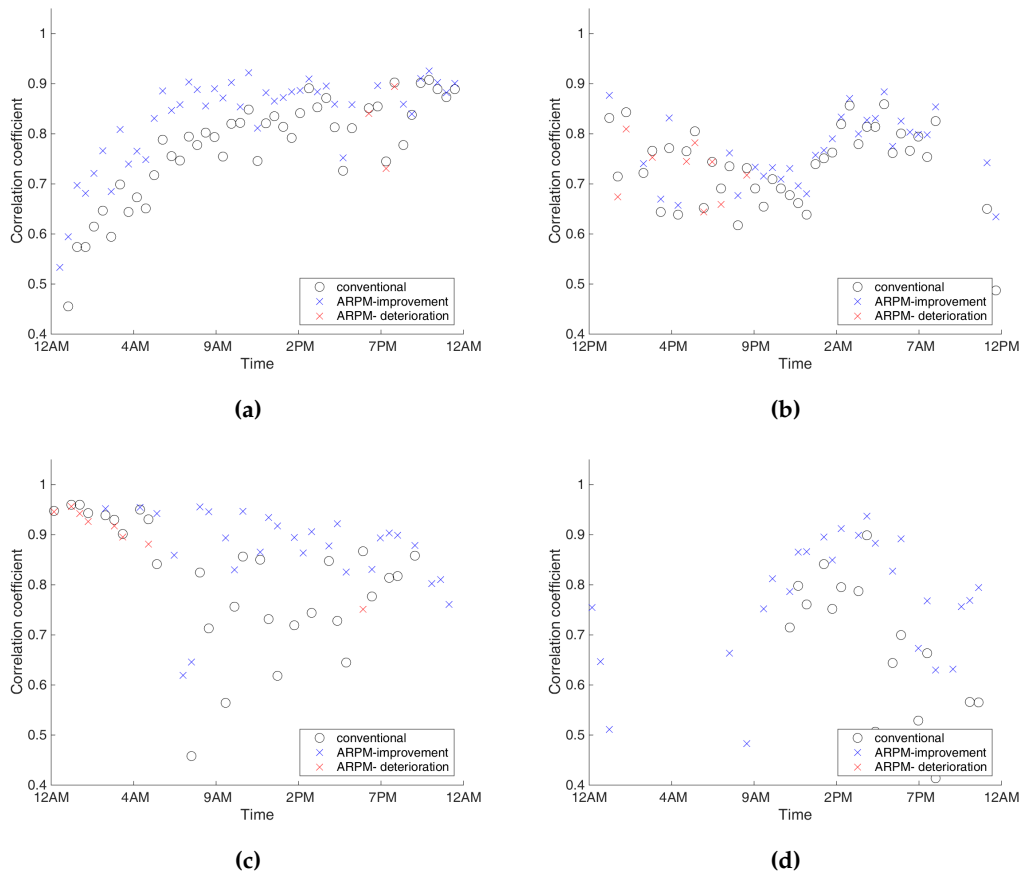 1
0.9
0.8
0.7
0.6
0.5
0.4
Correlation coefficient
12AM 4AM 9AM 2PM 7PM 12AM
Time
conventional
ARPM-improvement
ARPM- deterioration
(a)
1
0.9
0.8
0.7
0.6
0.5
0.4
Correlation coefficient
12PM 4PM 9PM 2AM 7AM 12PM
Time
conventional
ARPM-improvement
ARPM- deterioration
(b)
1
0.9
0.8
0.7
0.6
0.5
0.4
Correlation coefficient
12AM 4AM 9AM 2PM 7PM 12AM
Time
conventional
ARPM-improvement
ARPM- deterioration
(c)
1
0.9
0.8
0.7
0.6
0.5
0.4
Correlation coefficient
12AM 4AM 9AM 2PM 7PM 12AM
Time
conventional
ARPM-improvement
ARPM- deterioration
(d)